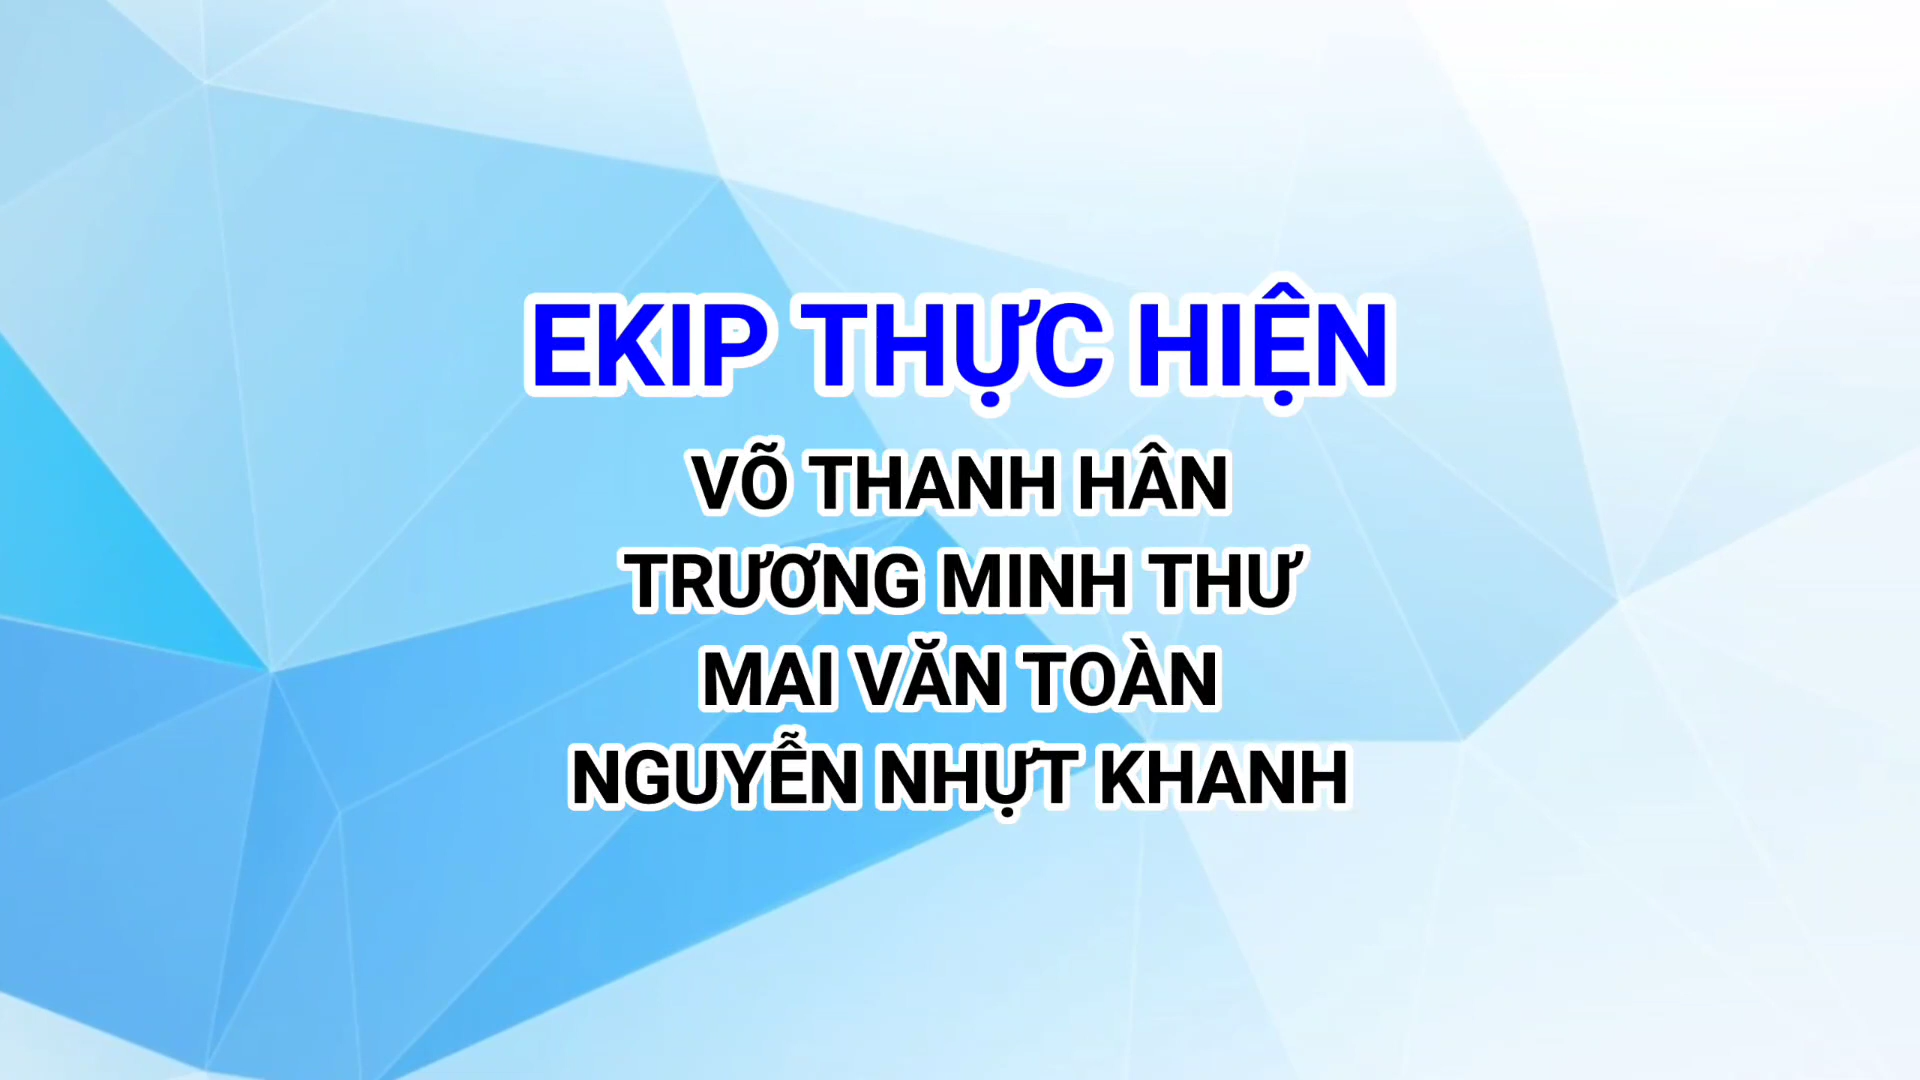 EKIP THỰC HIỆN
VÕ THANH HÂN
TRƯƠNG MINH THƯ
MAI VĂN TOÀN
NGUYỄN NHỰT KHANH